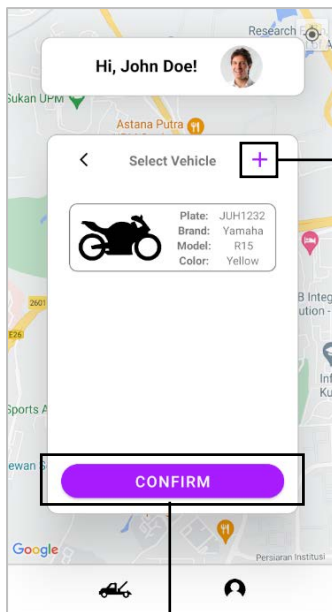 Research
Hi, John Doe!
Sukan UPM
Astana Putra
Select Vehicle
+
Plate: JUH1232
Brand: Yamaha
Model: R15
Color: Yellow
2601
B Integ
ution -
E26
Inf
Ku
Sports A
ewan S
CONFIRM
Google
Persiaran Institusi